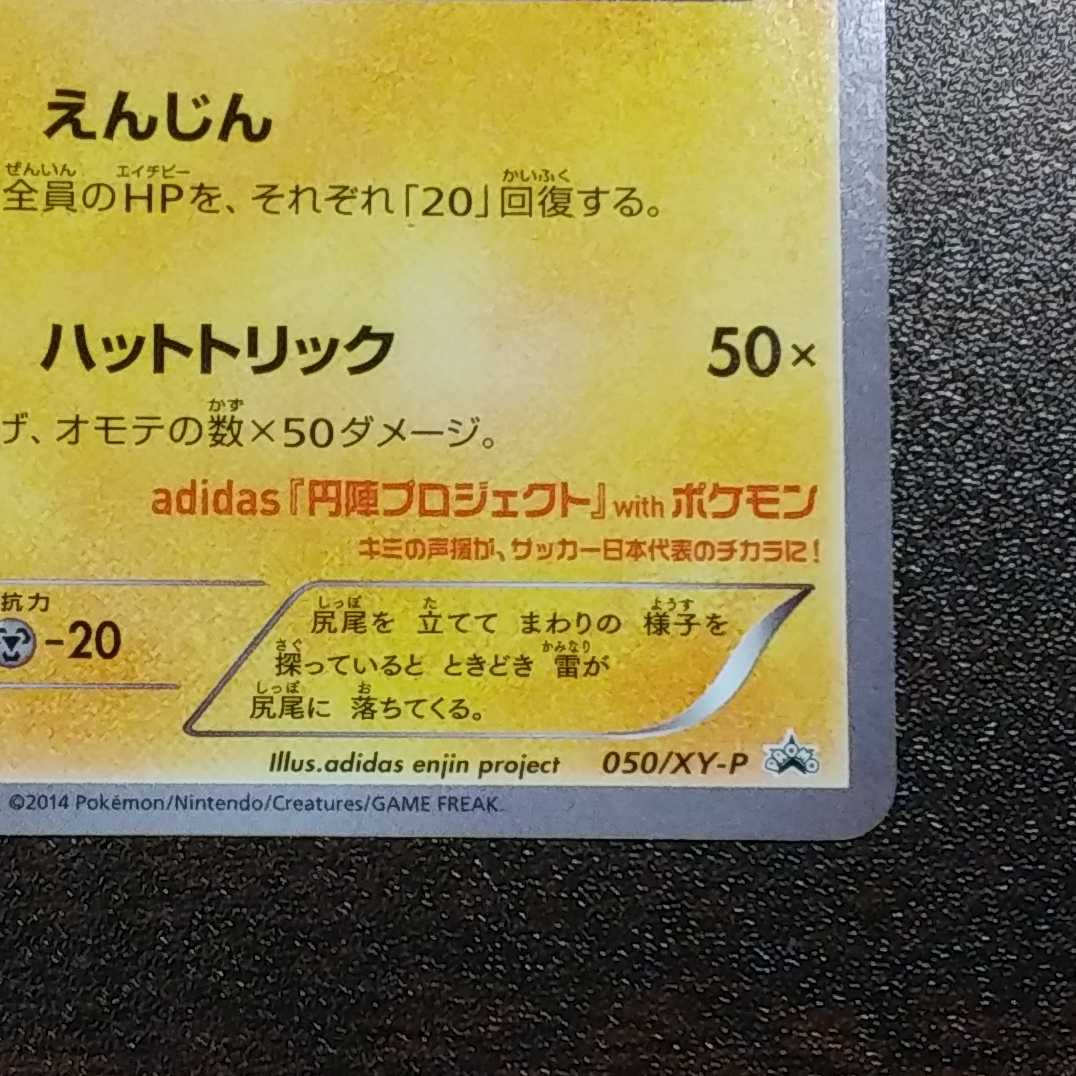 えんじん
ぜんいん エイチピー かいふく
全員のHPを、それぞれ「20」回復する。
ハットトリック 50×
かず
げ、オモテの数×50ダメージ。
adidas『円陣プロジェクト』with ポケモン
キミの声援が、サッカー日本代表のチカラに!
抗力
-20
しっぽ た ようす
尻尾を 立てて まわりの 様子を
さぐ かみなり
探っていると ときどき 雷が
しっぽ お
尻尾に 落ちてくる。
Illus.adidas enjin project 050/XY-P PROMO
©2014 Pokémon/Nintendo/Creatures/GAME FREAK.